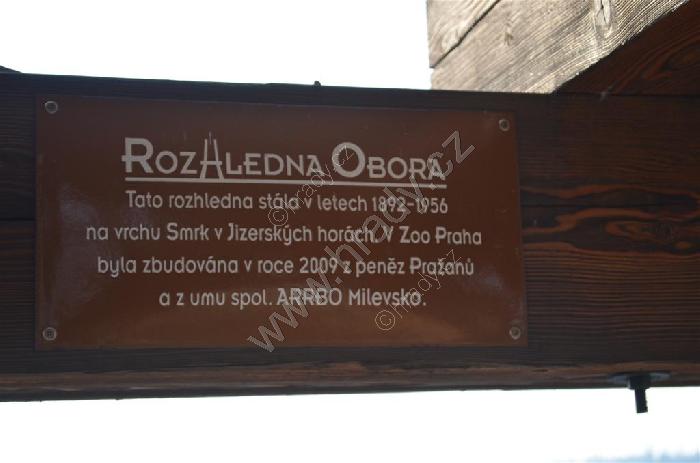 Rozhledna Obora
Tato rozhledna stála v letech 1892-1956
na vrchu Smrk v Jizerských horách. V Zoo Praha
byla zbudována v roce 2009 z peněz Pražanů
a z umu spol. ARRBO Milevsko.
© hrady.cz
www.hrady.cz
© hrady.cz